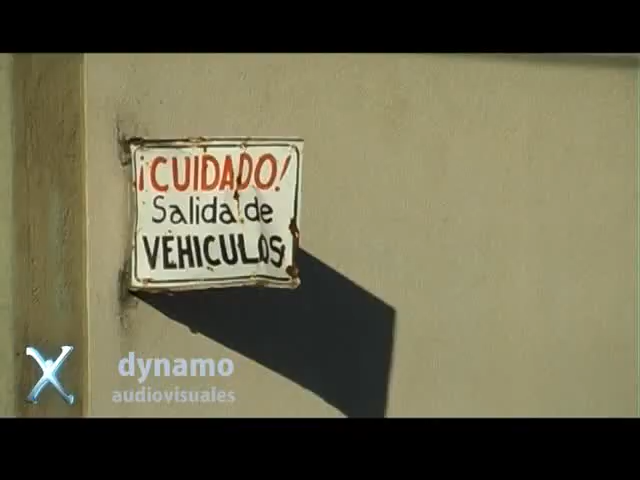 ¡CUIDADO!
Salida de
VEHICULOS
dynamo
audiovisuales